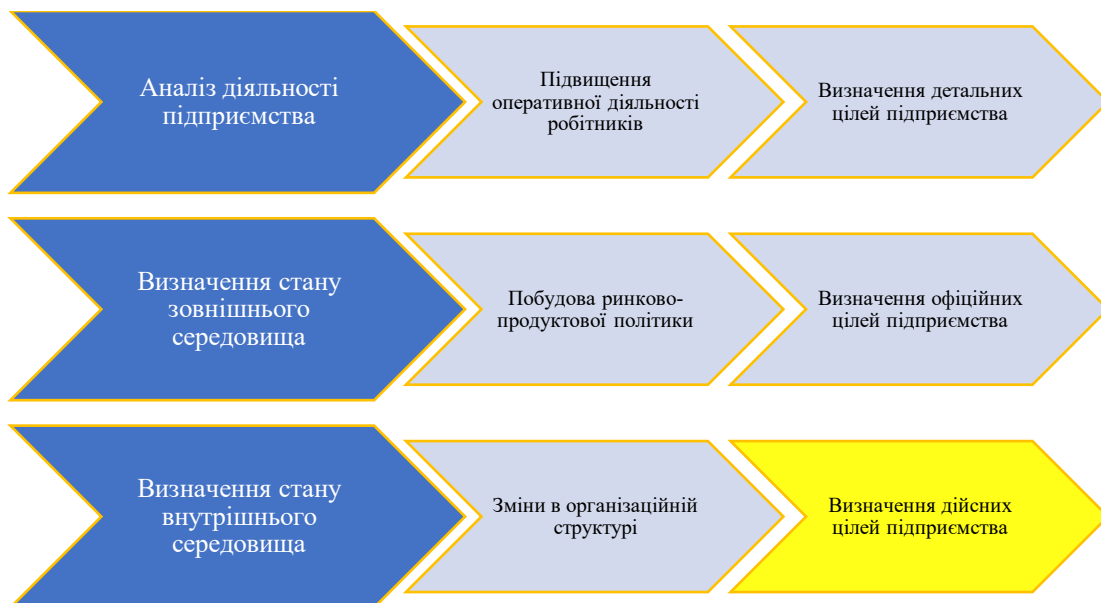 Аналіз діяльності
підприємства
Підвищення
оперативної діяльності
робітників
Визначення детальних
цілей підприємства
Визначення стану
зовнішнього
середовища
Побудова ринково-
продуктової політики
Визначення офіційних
цілей підприємства
Визначення стану
внутрішнього
середовища
Зміни в організаційній
структурі
Визначення дійсних
цілей підприємства